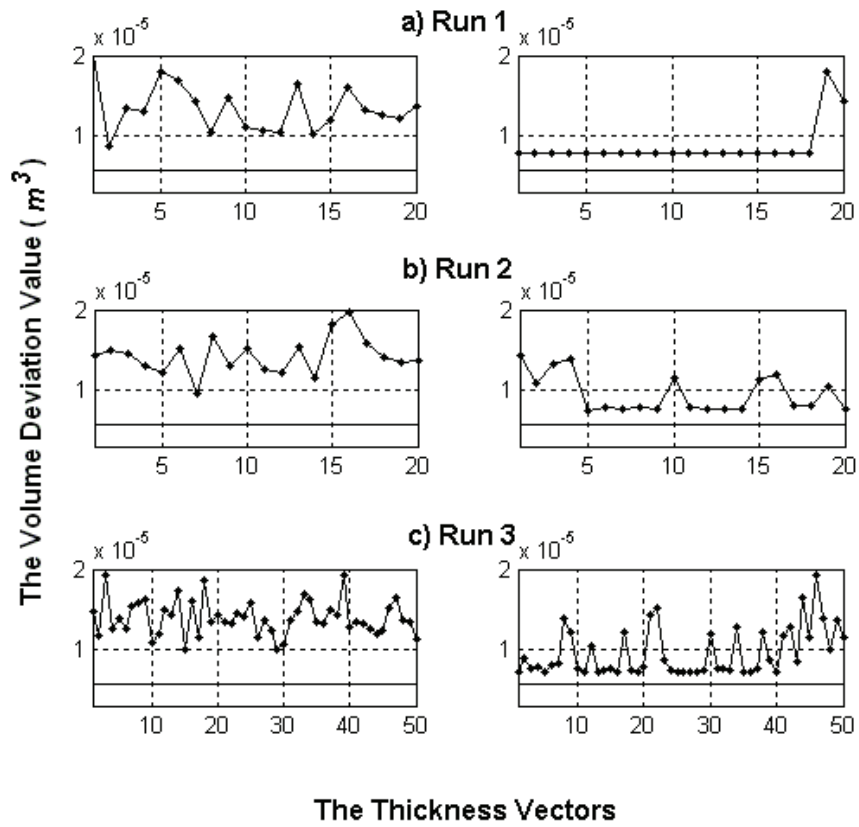 a) Run 1
x 10^-5
x 10^-5
2
1
5 10 15 20
2
1
5 10 15 20
b) Run 2
x 10^-5
x 10^-5
2
1
5 10 15 20
2
1
5 10 15 20
c) Run 3
x 10^-5
x 10^-5
2
1
10 20 30 40 50
2
1
10 20 30 40 50
The Volume Deviation Value ( m^3 )
The Thickness Vectors